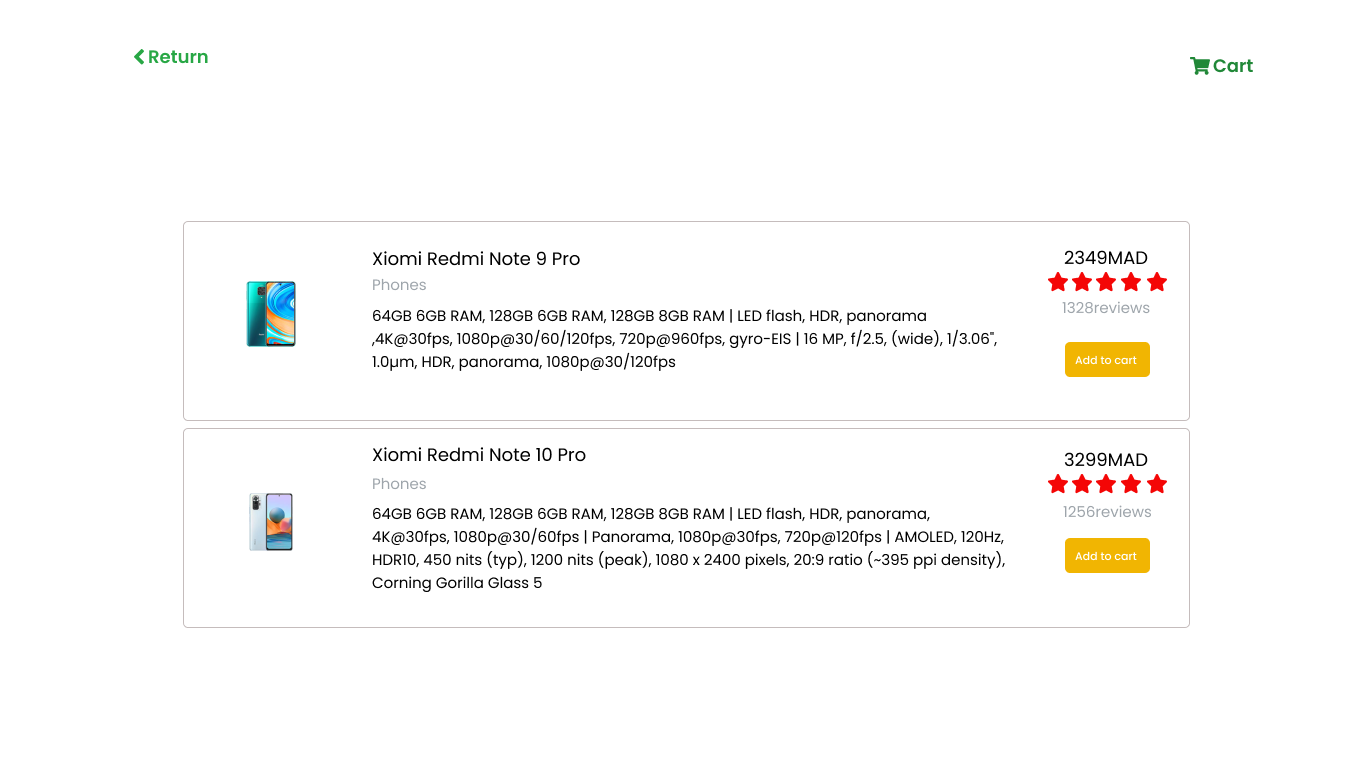 Return
Cart
Xiomi Redmi Note 9 Pro
Phones
64GB 6GB RAM, 128GB 6GB RAM, 128GB 8GB RAM | LED flash, HDR, panorama
,4K@30fps, 1080p@30/60/120fps, 720p@960fps, gyro-EIS | 16 MP, f/2.5, (wide), 1/3.06",
1.0μm, HDR, panorama, 1080p@30/120fps
2349MAD
1328reviews
Add to cart
Xiomi Redmi Note 10 Pro
Phones
64GB 6GB RAM, 128GB 6GB RAM, 128GB 8GB RAM | LED flash, HDR, panorama,
4K@30fps, 1080p@30/60fps | Panorama, 1080p@30fps, 720p@120fps | AMOLED, 120Hz,
HDR10, 450 nits (typ), 1200 nits (peak), 1080 x 2400 pixels, 20:9 ratio (~395 ppi density),
Corning Gorilla Glass 5
3299MAD
1256reviews
Add to cart